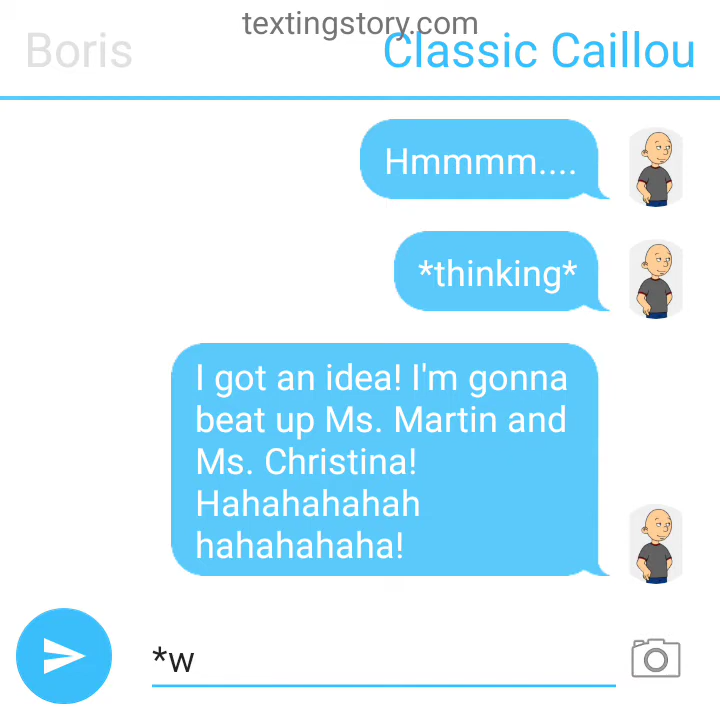 textingstory.com
Boris
Classic Caillou
Hmmmm....
*thinking*
I got an idea! I'm gonna
beat up Ms. Martin and
Ms. Christina!
Hahahahahah
hahahahaha!
*w